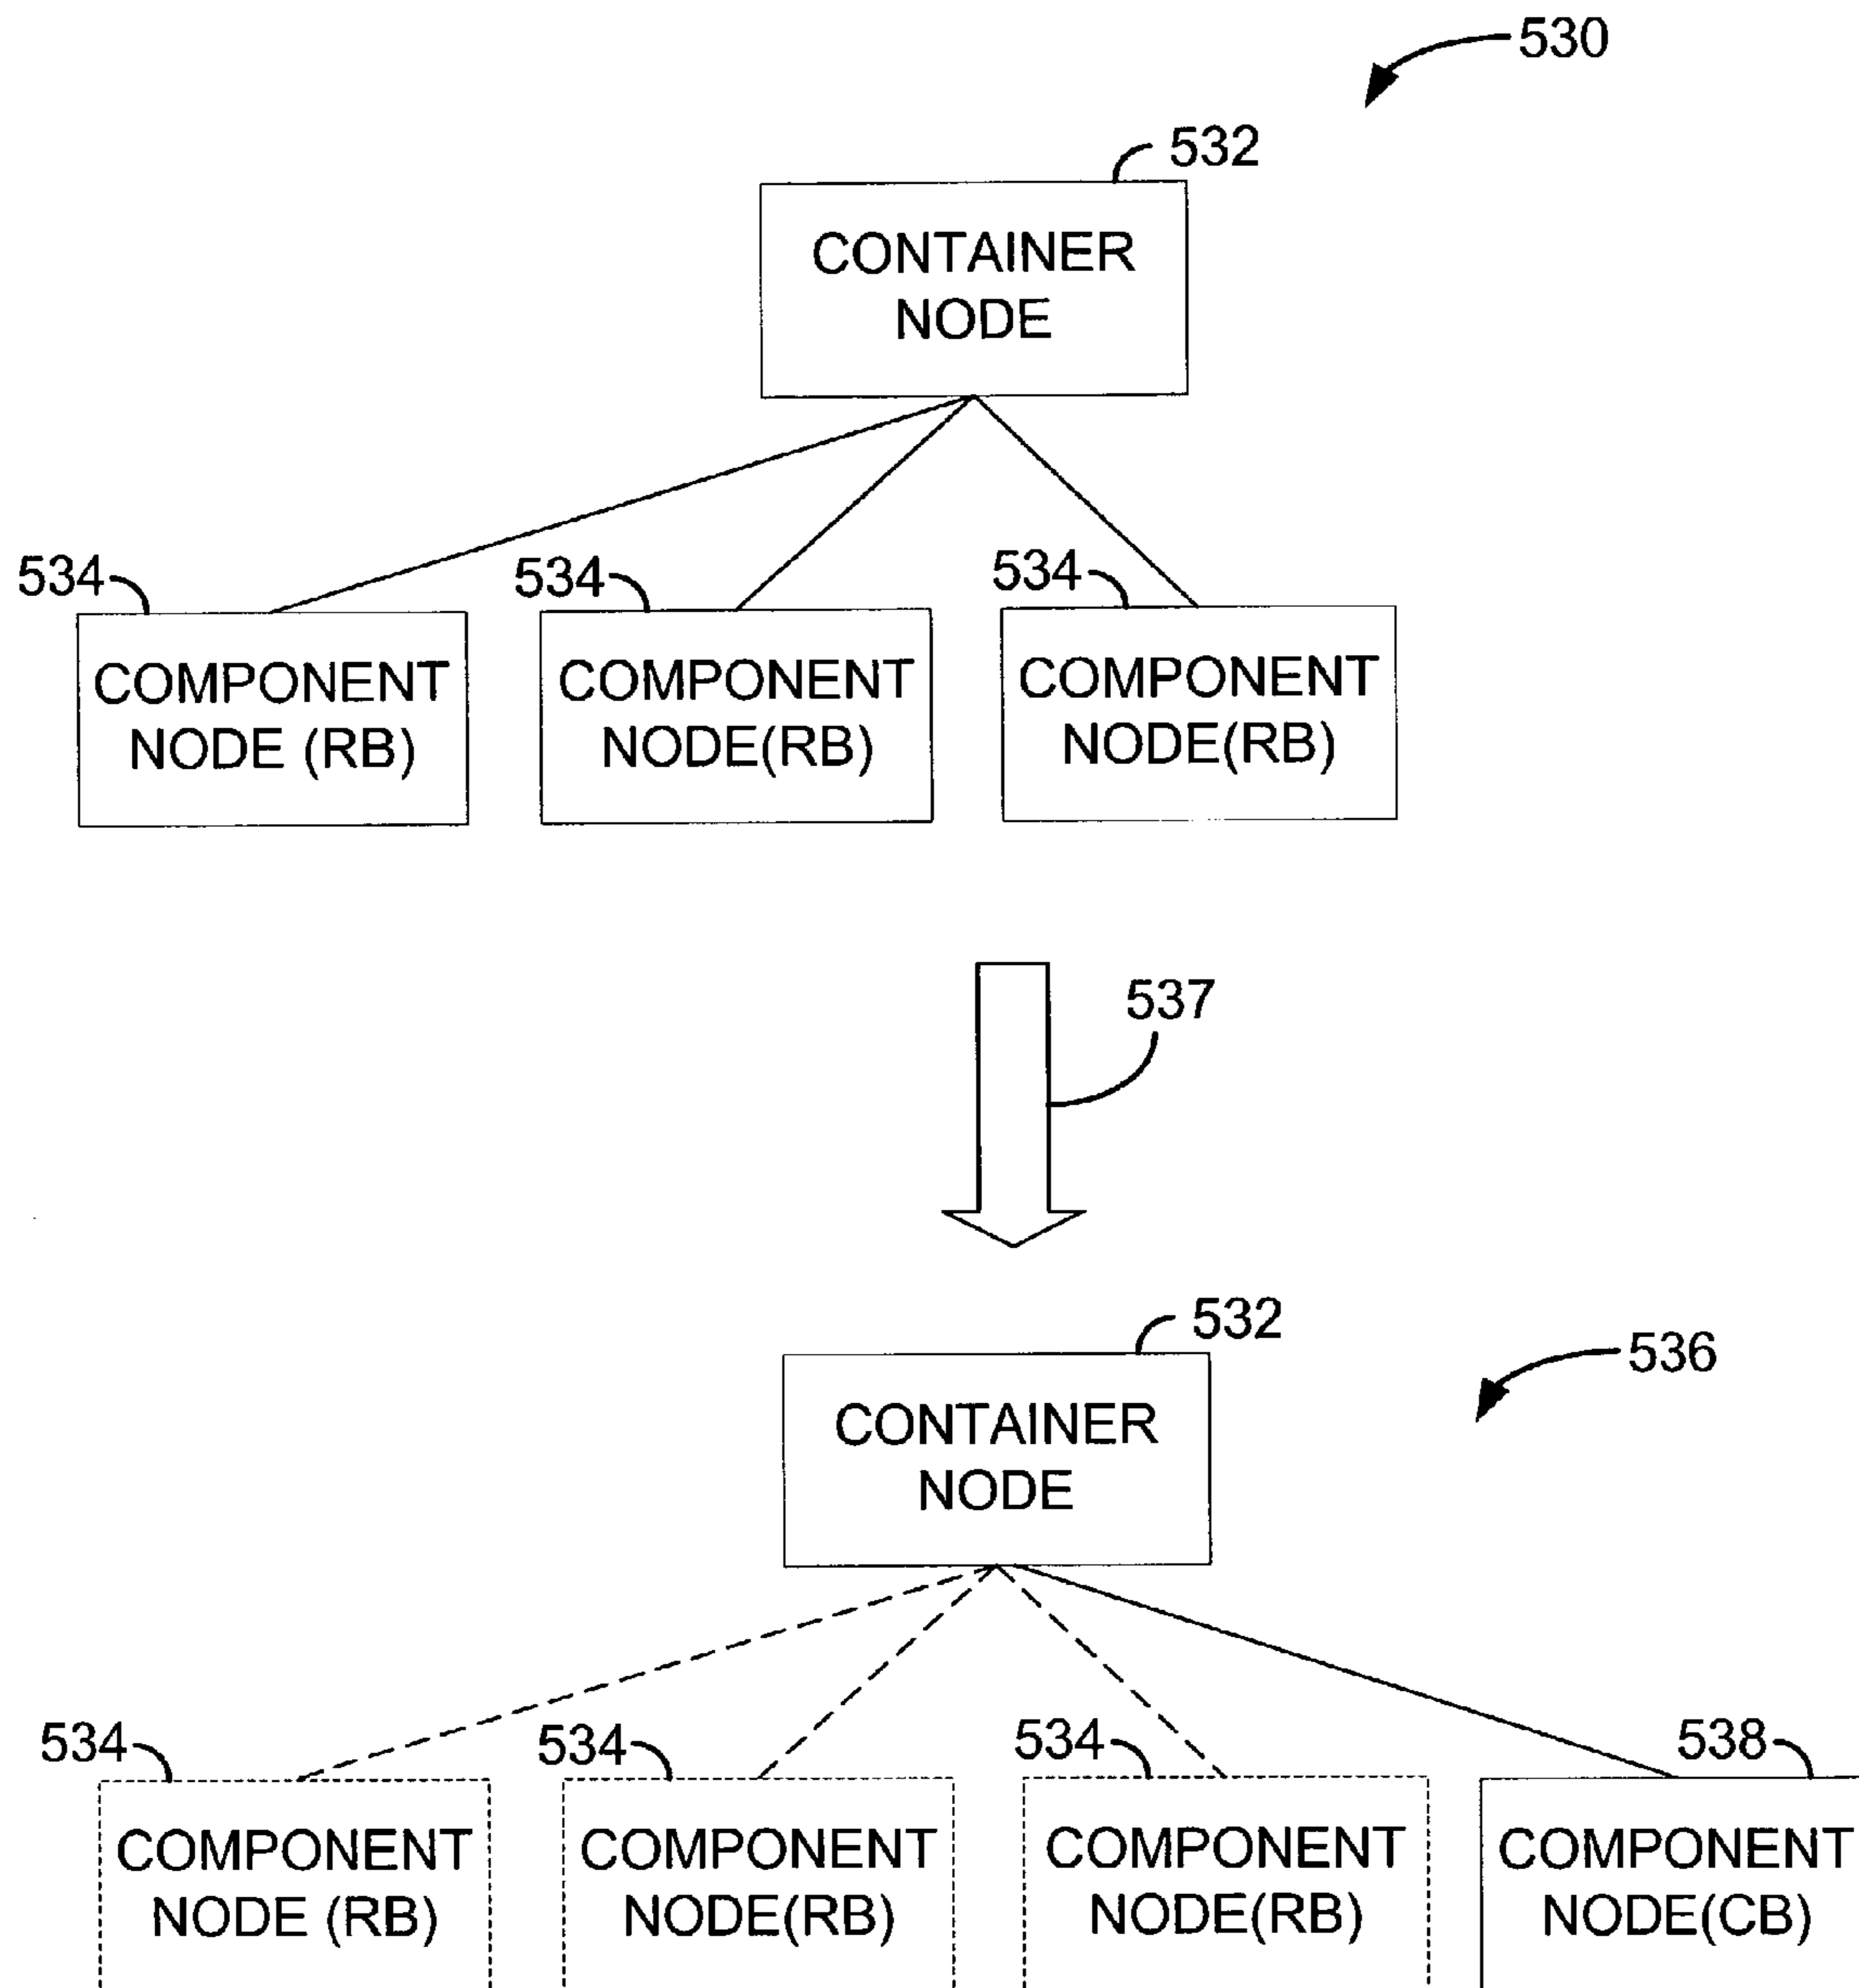 530
532
CONTAINER
NODE
534
534
534
COMPONENT
NODE (RB)
COMPONENT
NODE(RB)
COMPONENT
NODE(RB)
537
532
536
CONTAINER
NODE
534
534
534
538
COMPONENT
NODE (RB)
COMPONENT
NODE(RB)
COMPONENT
NODE(RB)
COMPONENT
NODE(CB)